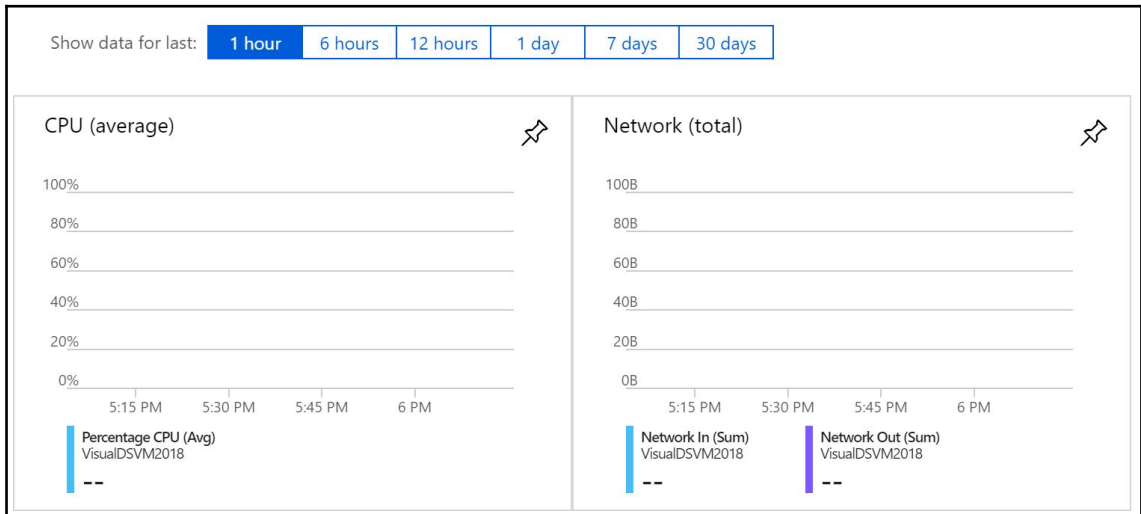 Show data for last: 1 hour 6 hours 12 hours 1 day 7 days 30 days
CPU (average)
100%
80%
60%
40%
20%
0%
5:15 PM 5:30 PM 5:45 PM 6 PM
Percentage CPU (Avg)
VisualDSVM2018
--
Network (total)
100B
80B
60B
40B
20B
0B
5:15 PM 5:30 PM 5:45 PM 6 PM
Network In (Sum)
VisualDSVM2018
--
Network Out (Sum)
VisualDSVM2018
--